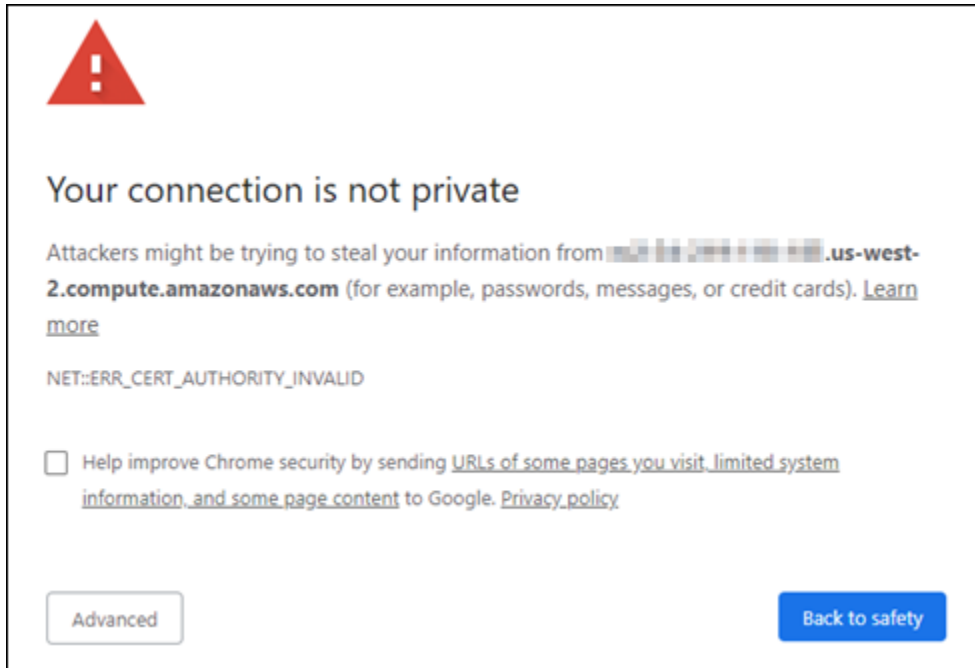 Your connection is not private
Attackers might be trying to steal your information from .us-west-
2.compute.amazonaws.com (for example, passwords, messages, or credit cards). Learn
more
NET::ERR_CERT_AUTHORITY_INVALID
Help improve Chrome security by sending URLs of some pages you visit, limited system
information, and some page content to Google. Privacy policy
Advanced
Back to safety